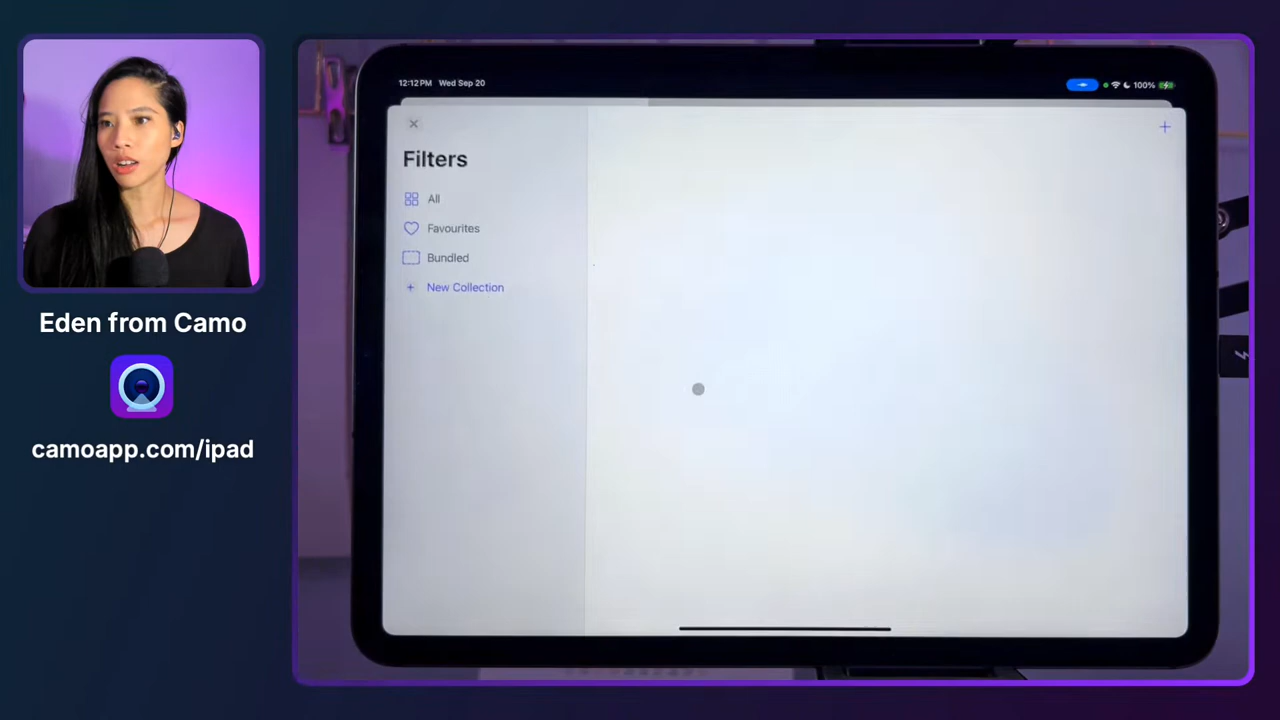 12:12 PM Wed Sep 20
100%
Filters
All
Favourites
Bundled
New Collection
Eden from Camo
camoapp.com/ipad